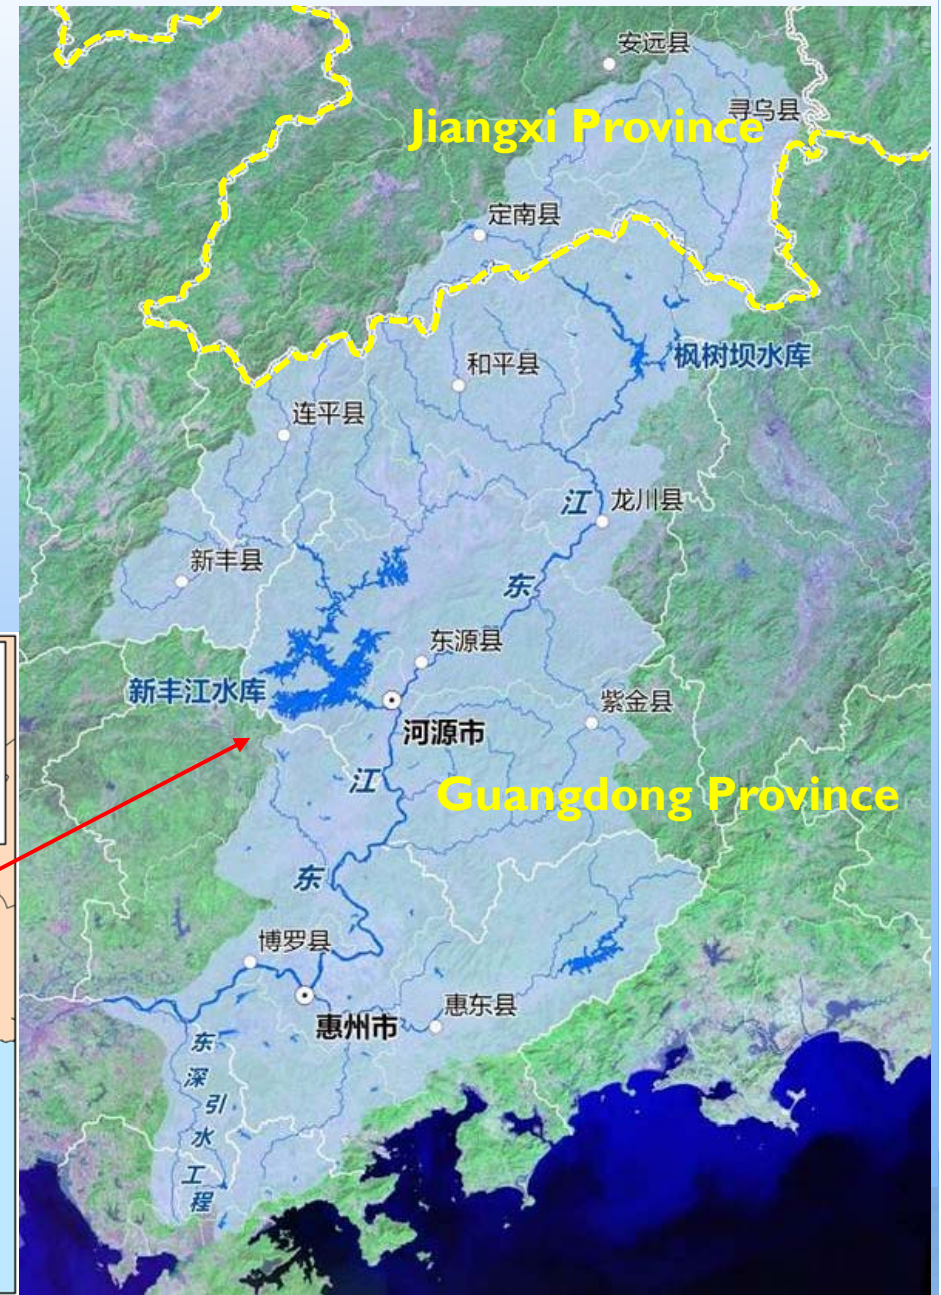 安远县
Jiangxi Province
寻乌县
定南县
和平县
枫树坝水库
连平县
江
龙川县
新丰县
东
东源县
新丰江水库
紫金县
河源市
江
Guangdong Province
东
博罗县
惠东县
惠州市
东
深
引
水
工
程